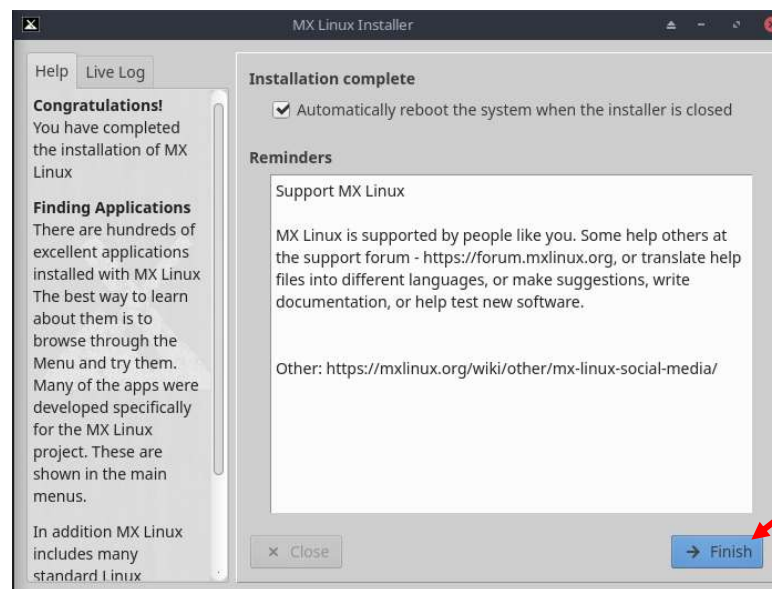 MX Linux Installer
Help
Live Log
Congratulations!
You have completed
the installation of MX
Linux
Finding Applications
There are hundreds of
excellent applications
installed with MX Linux
The best way to learn
about them is to
browse through the
Menu and try them.
Many of the apps were
developed specifically
for the MX Linux
project. These are
shown in the main
menus.
In addition MX Linux
includes many
standard Linux
Installation complete
Automatically reboot the system when the installer is closed
Reminders
Support MX Linux
MX Linux is supported by people like you. Some help others at
the support forum - https://forum.mxlinux.org, or translate help
files into different languages, or make suggestions, write
documentation, or help test new software.
Other: https://mxlinux.org/wiki/other/mx-linux-social-media/
Close
Finish